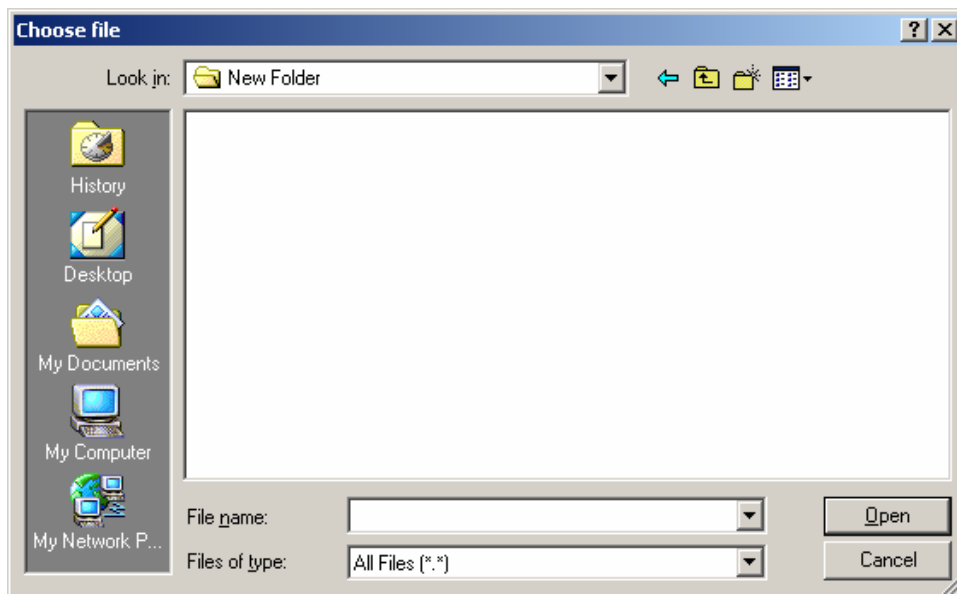 Choose file
Look in: New Folder
History
Desktop
My Documents
My Computer
My Network P...
File name:
Open
Files of type: All Files (*.*)
Cancel